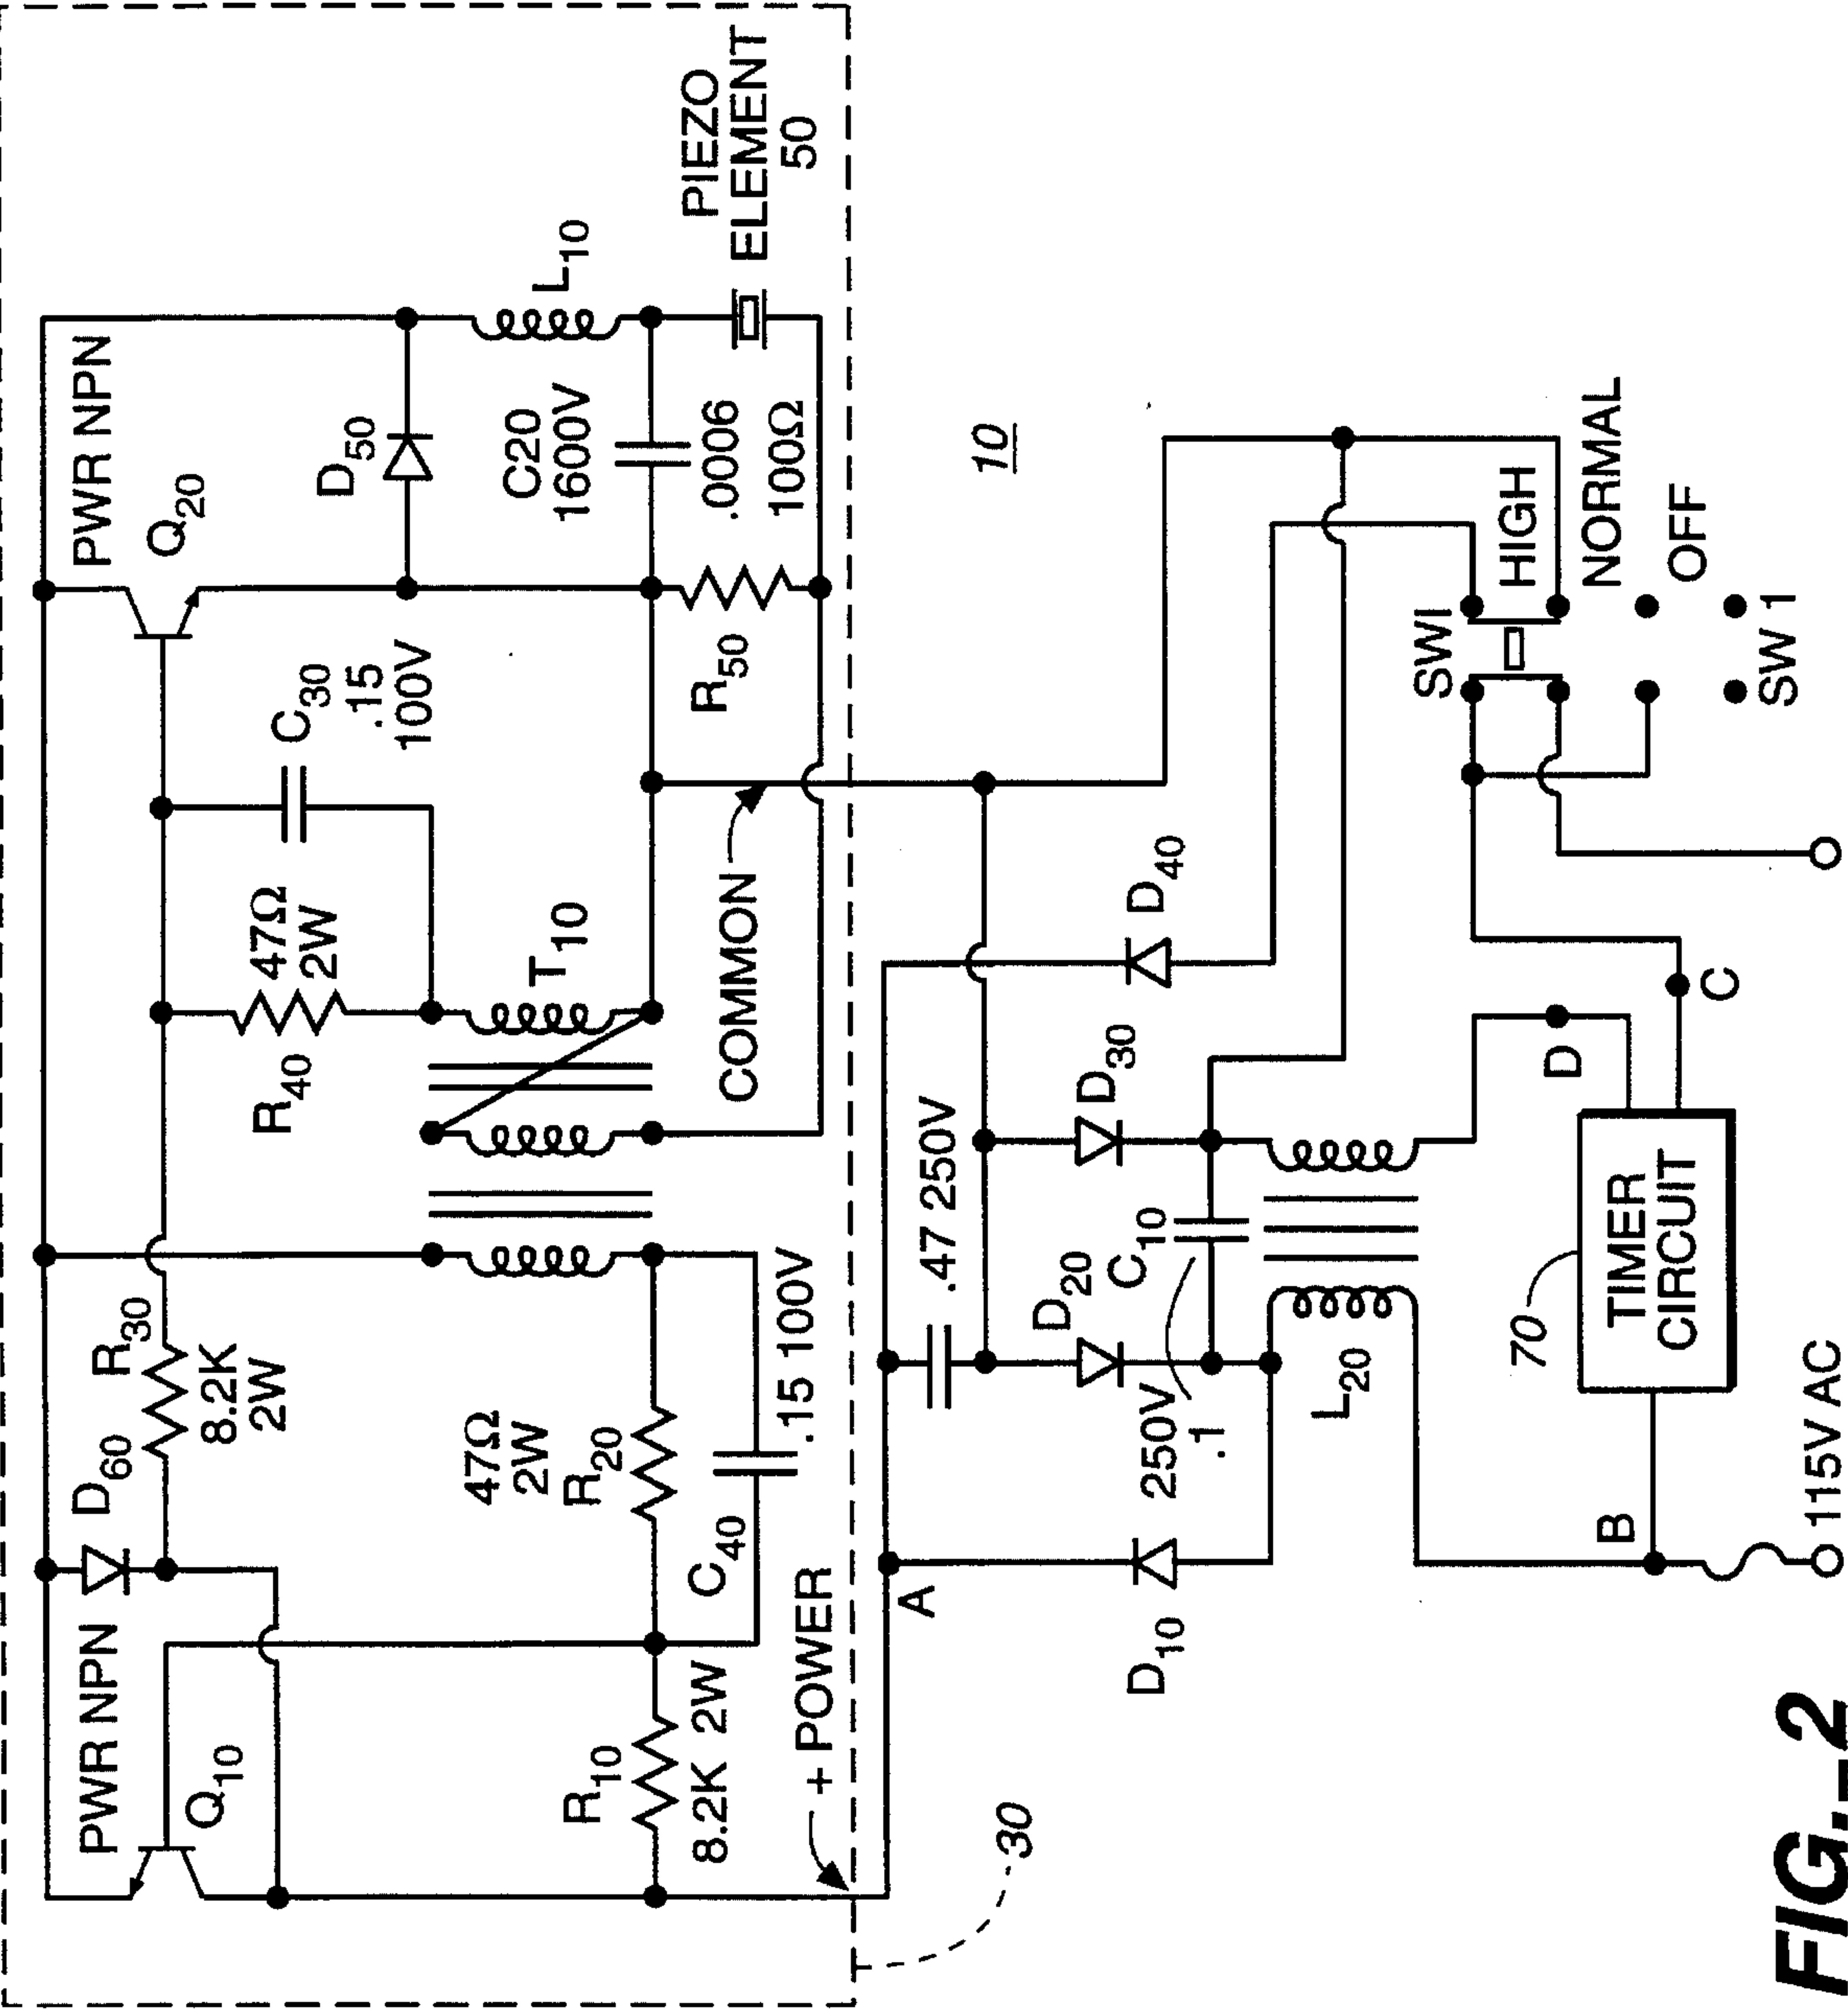 PWR NPN
Q10
D60
R30
8.2K
2W
47Ω
2W
R20
C40
.15 100V
R10
8.2K 2W
+ POWER
30
R40
47Ω
2W
T10
C30
.15
100V
COMMON
PWR NPN
Q20
D50
C20
1600V
.0006
L10
R50
100Ω
PIEZO
ELEMENT
50
10
A
D10
.47 250V
D20
C10
250V
.1
D30
D40
L20
B
115V AC
70
TIMER
CIRCUIT
D
C
SWI
HIGH
NORMAL
OFF
SW 1
FIG._2